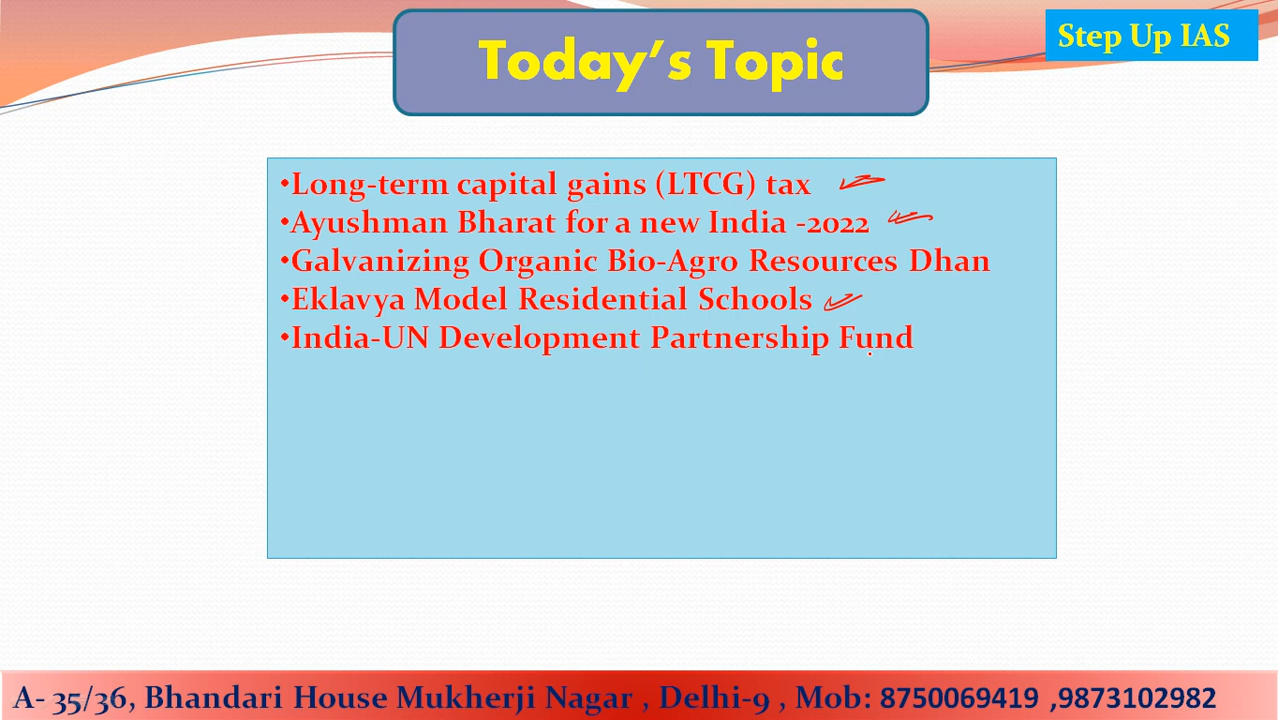 Today's Topic
Step Up IAS
•Long-term capital gains (LTCG) tax
•Ayushman Bharat for a new India -2022
•Galvanizing Organic Bio-Agro Resources Dhan
•Eklavya Model Residential Schools
•India-UN Development Partnership Fund
A- 35/36, Bhandari House Mukherji Nagar , Delhi-9 , Mob: 8750069419 ,9873102982